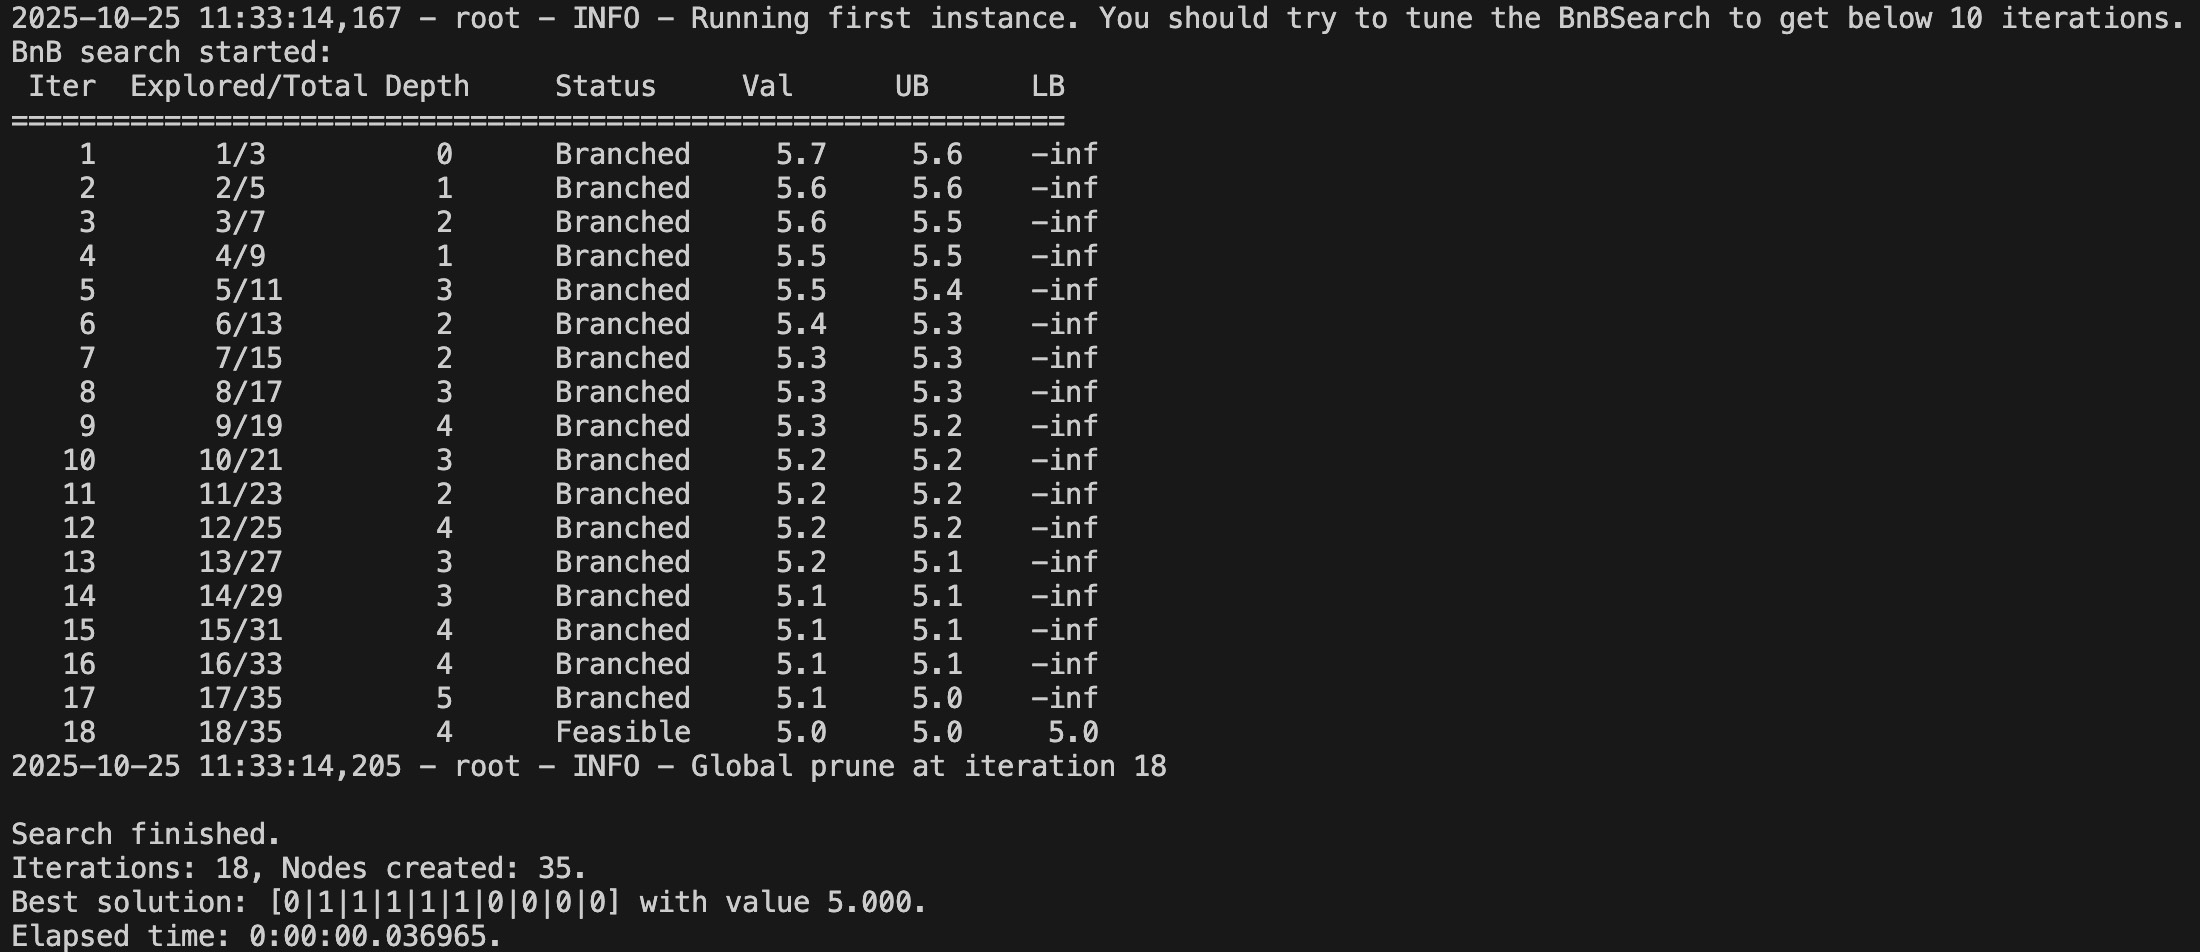 2025-10-25 11:33:14,167 - root - INFO - Running first instance. You should try to tune the BnBSearch to get below 10 iterations.
BnB search started:
 Iter  Explored/Total Depth     Status     Val      UB      LB
==============================================================
    1       1/3          0      Branched     5.7     5.6    -inf
    2       2/5          1      Branched     5.6     5.6    -inf
    3       3/7          2      Branched     5.6     5.5    -inf
    4       4/9          1      Branched     5.5     5.5    -inf
    5       5/11         3      Branched     5.5     5.4    -inf
    6       6/13         2      Branched     5.4     5.3    -inf
    7       7/15         2      Branched     5.3     5.3    -inf
    8       8/17         3      Branched     5.3     5.3    -inf
    9       9/19         4      Branched     5.3     5.2    -inf
   10      10/21         3      Branched     5.2     5.2    -inf
   11      11/23         2      Branched     5.2     5.2    -inf
   12      12/25         4      Branched     5.2     5.2    -inf
   13      13/27         3      Branched     5.2     5.1    -inf
   14      14/29         3      Branched     5.1     5.1    -inf
   15      15/31         4      Branched     5.1     5.1    -inf
   16      16/33         4      Branched     5.1     5.1    -inf
   17      17/35         5      Branched     5.1     5.0    -inf
   18      18/35         4      Feasible     5.0     5.0     5.0
2025-10-25 11:33:14,205 - root - INFO - Global prune at iteration 18

Search finished.
Iterations: 18, Nodes created: 35.
Best solution: [0|1|1|1|1|1|0|0|0|0] with value 5.000.
Elapsed time: 0:00:00.036965.